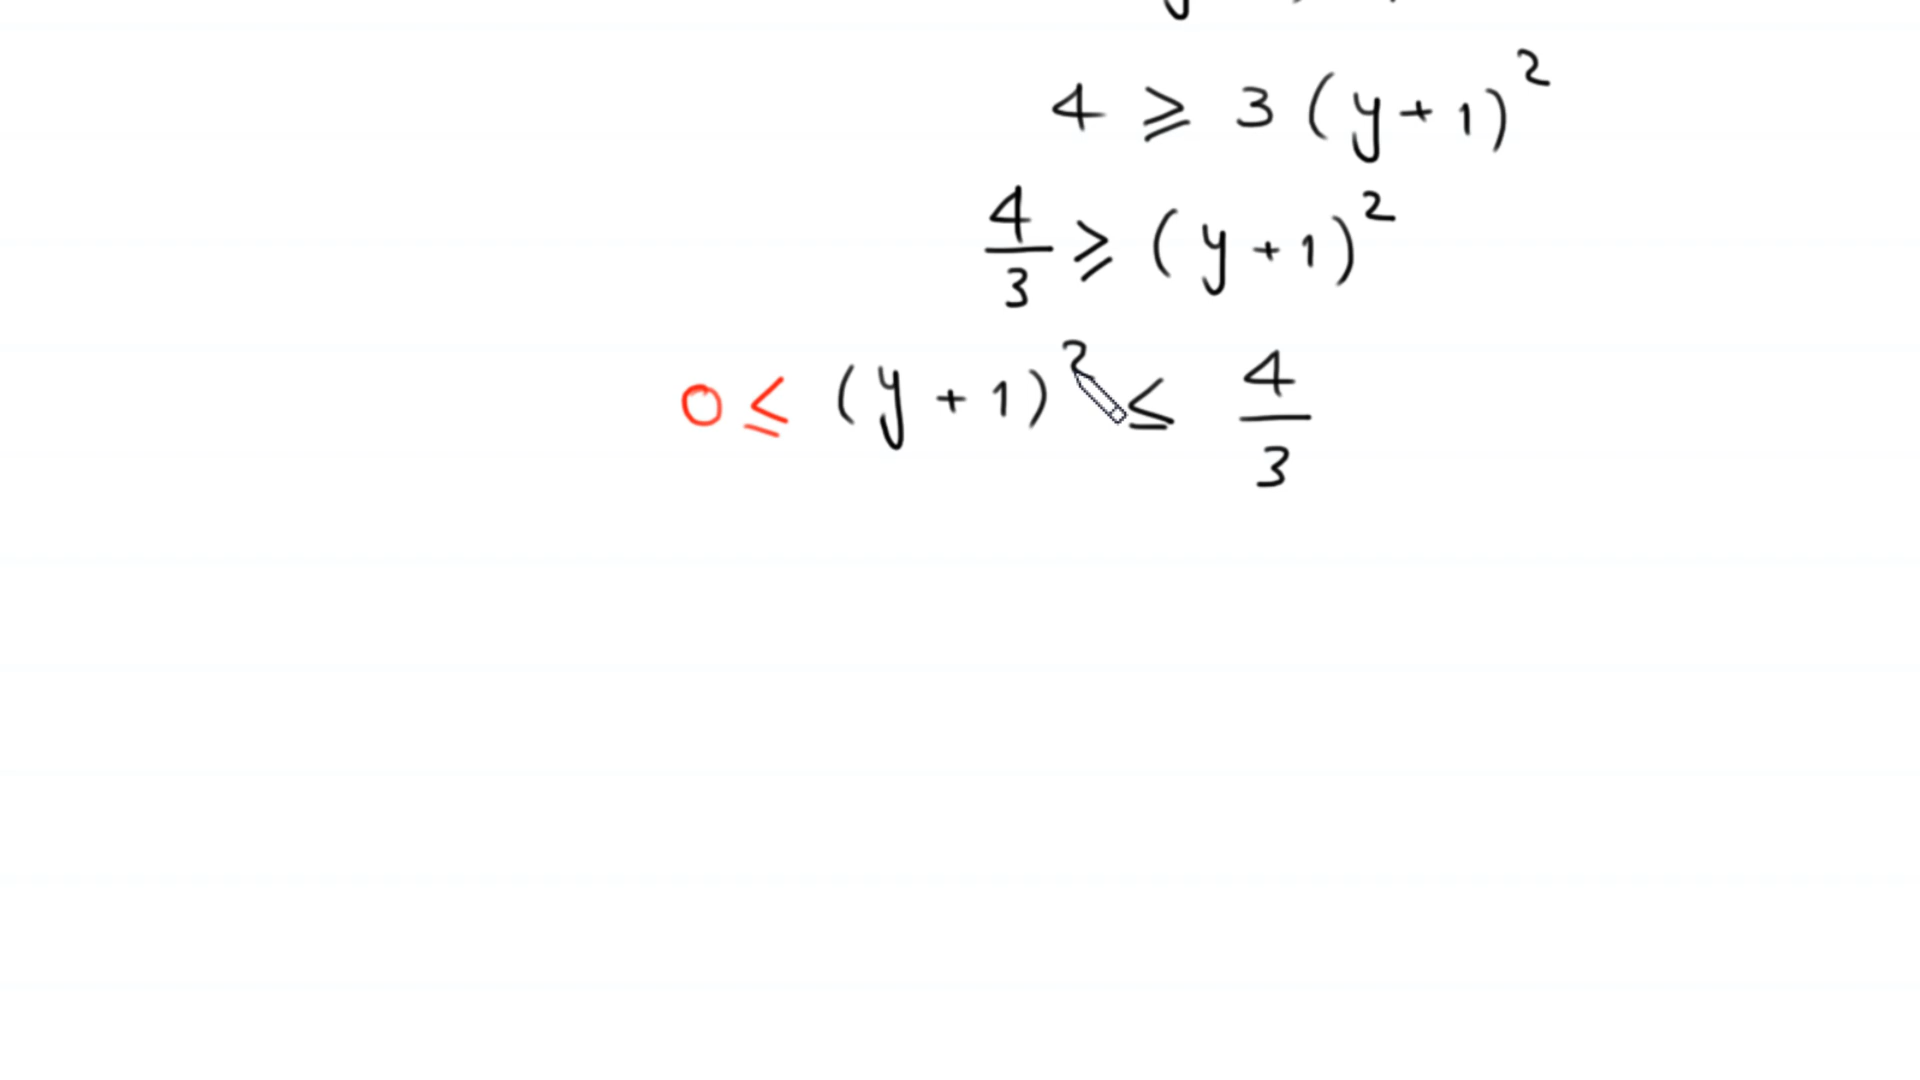 4 ⩾ 3 (y + 1)²
4/3 ⩾ (y + 1)²
0 ≤ (y + 1)² ≤ 4/3